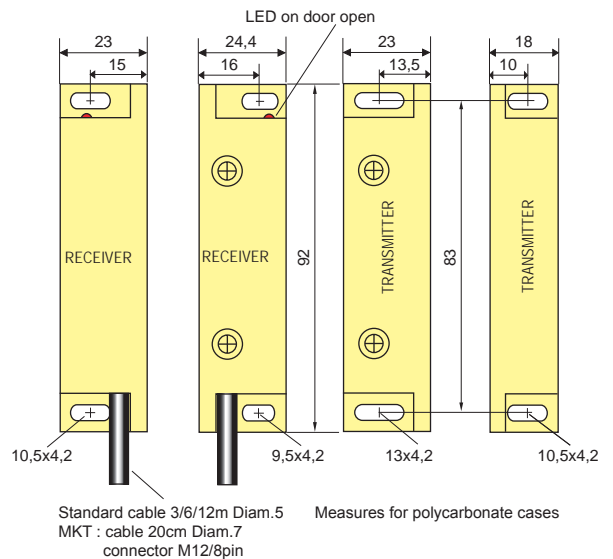 LED on door open
23
24,4
23
18
15
16
13,5
10
RECEIVER
RECEIVER
92
TRANSMITTER
83
TRANSMITTER
10,5x4,2
9,5x4,2
13x4,2
10,5x4,2
Standard cable 3/6/12m Diam.5
Measures for polycarbonate cases
MKT : cable 20cm Diam.7
connector M12/8pin